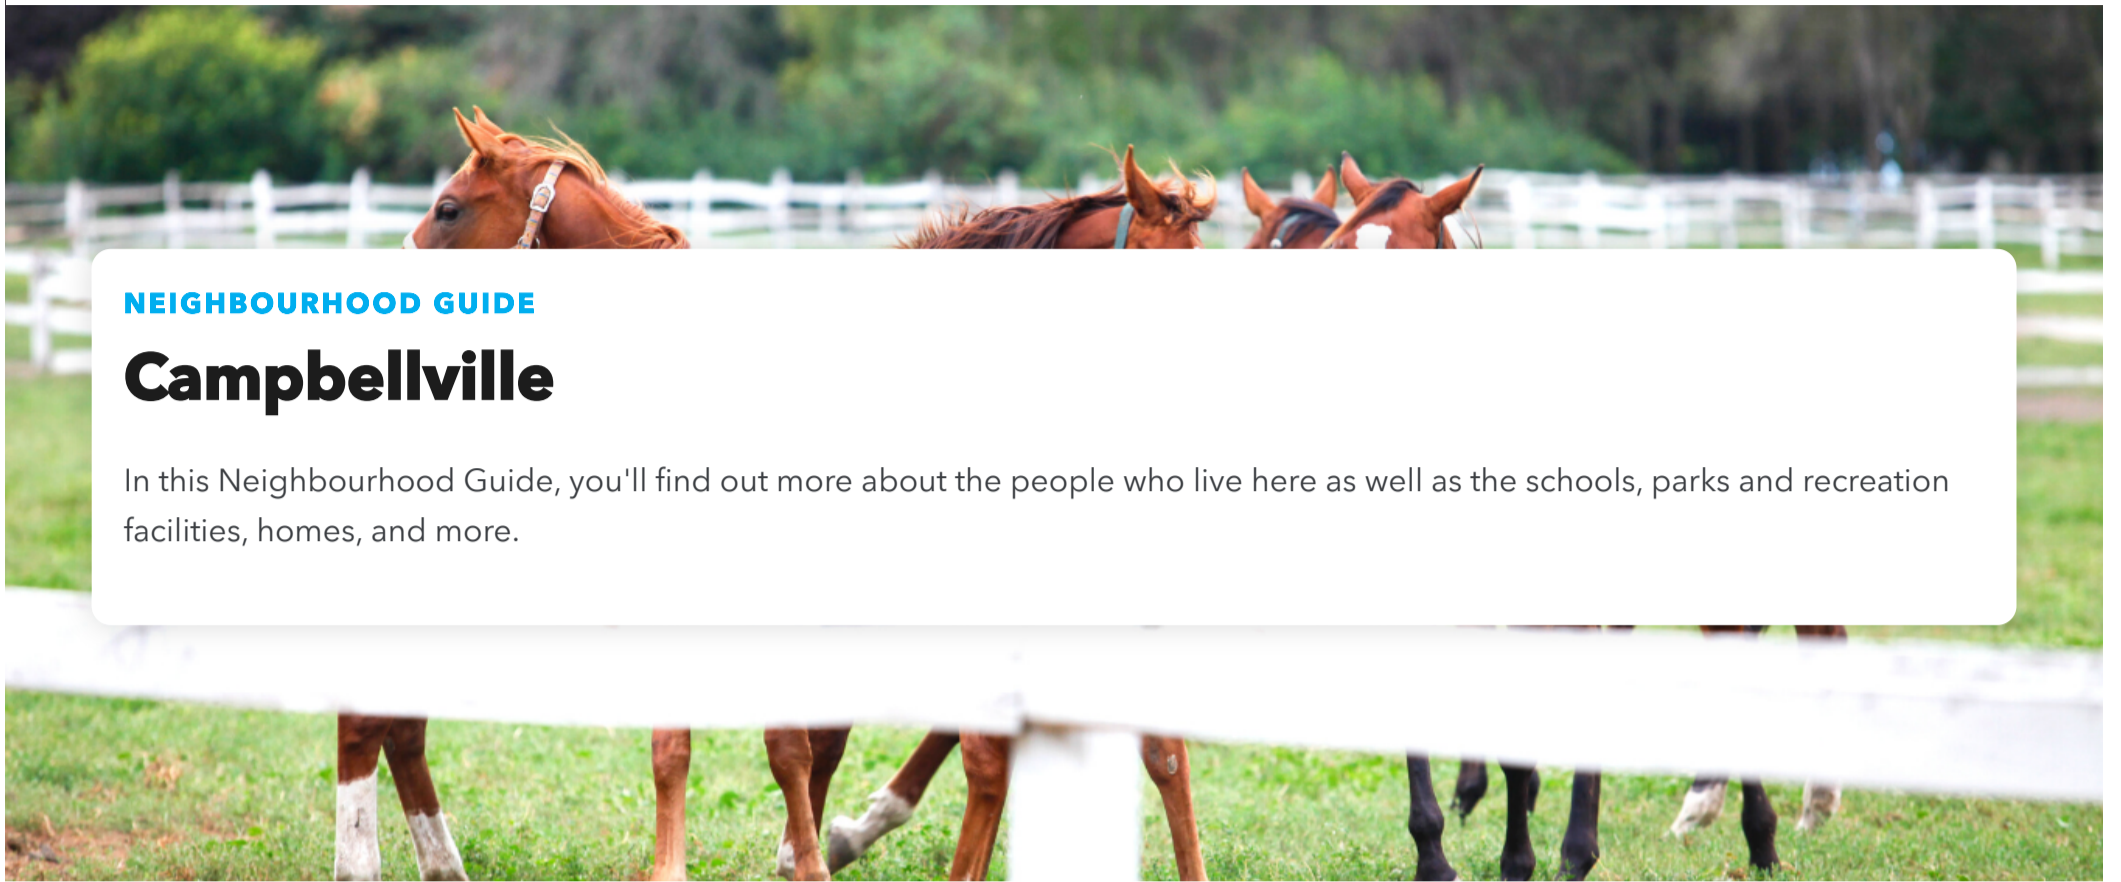 NEIGHBOURHOOD GUIDE
Campbellville
In this Neighbourhood Guide, you'll find out more about the people who live here as well as the schools, parks and recreation
facilities, homes, and more.